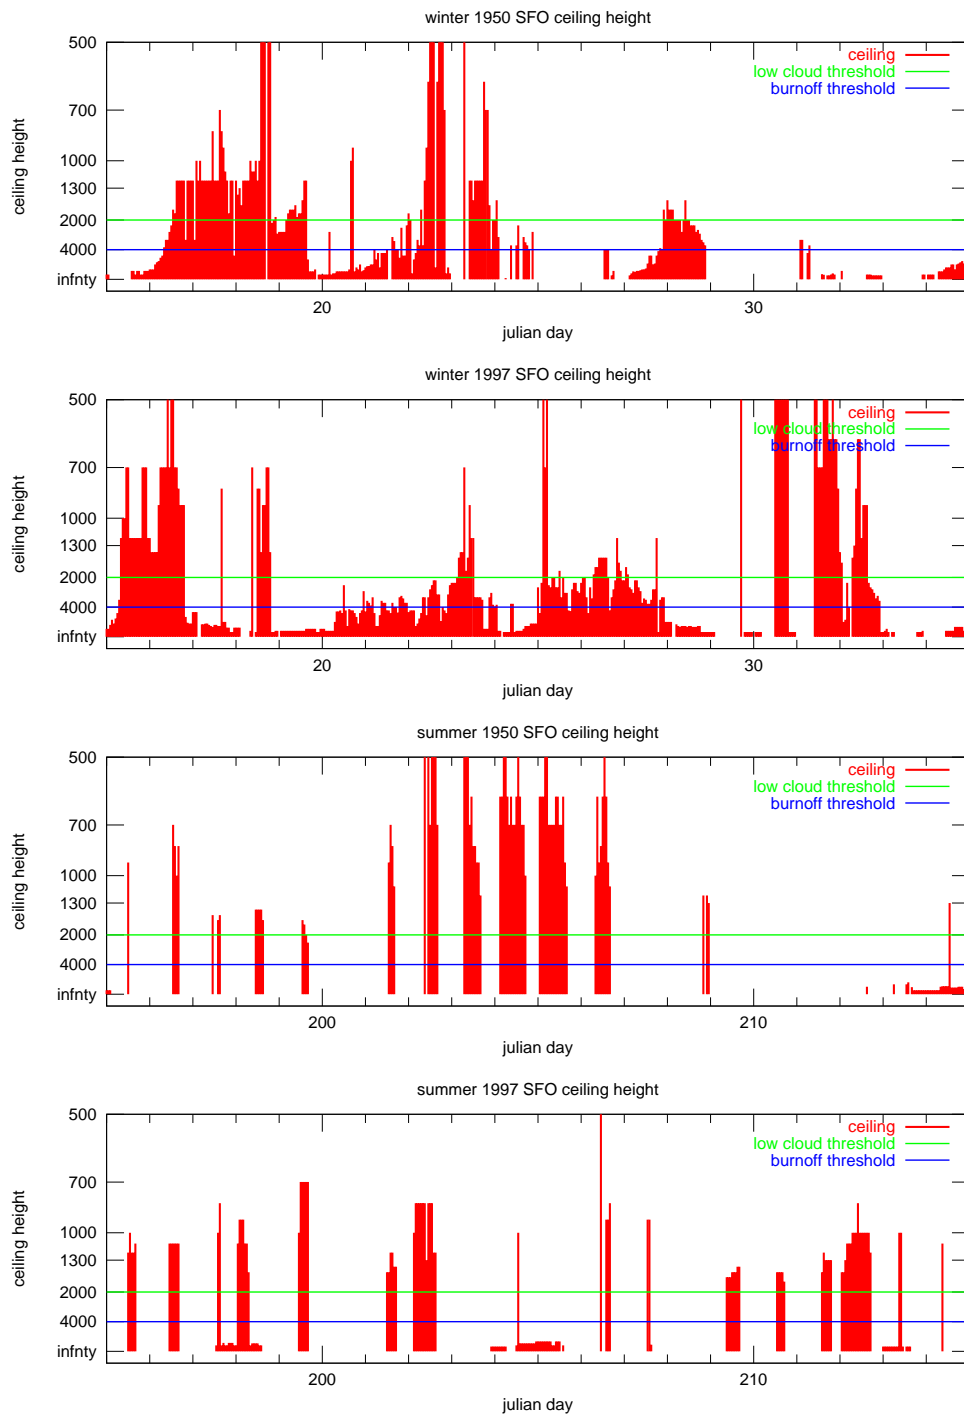 winter 1950 SFO ceiling height
500
700
1000
1300
2000
4000
infnty
ceiling height
ceiling
low cloud threshold
burnoff threshold
20
30
julian day
winter 1997 SFO ceiling height
500
700
1000
1300
2000
4000
infnty
ceiling height
ceiling
low cloud threshold
burnoff threshold
20
30
julian day
summer 1950 SFO ceiling height
500
700
1000
1300
2000
4000
infnty
ceiling height
ceiling
low cloud threshold
burnoff threshold
200
210
julian day
summer 1997 SFO ceiling height
500
700
1000
1300
2000
4000
infnty
ceiling height
ceiling
low cloud threshold
burnoff threshold
200
210
julian day